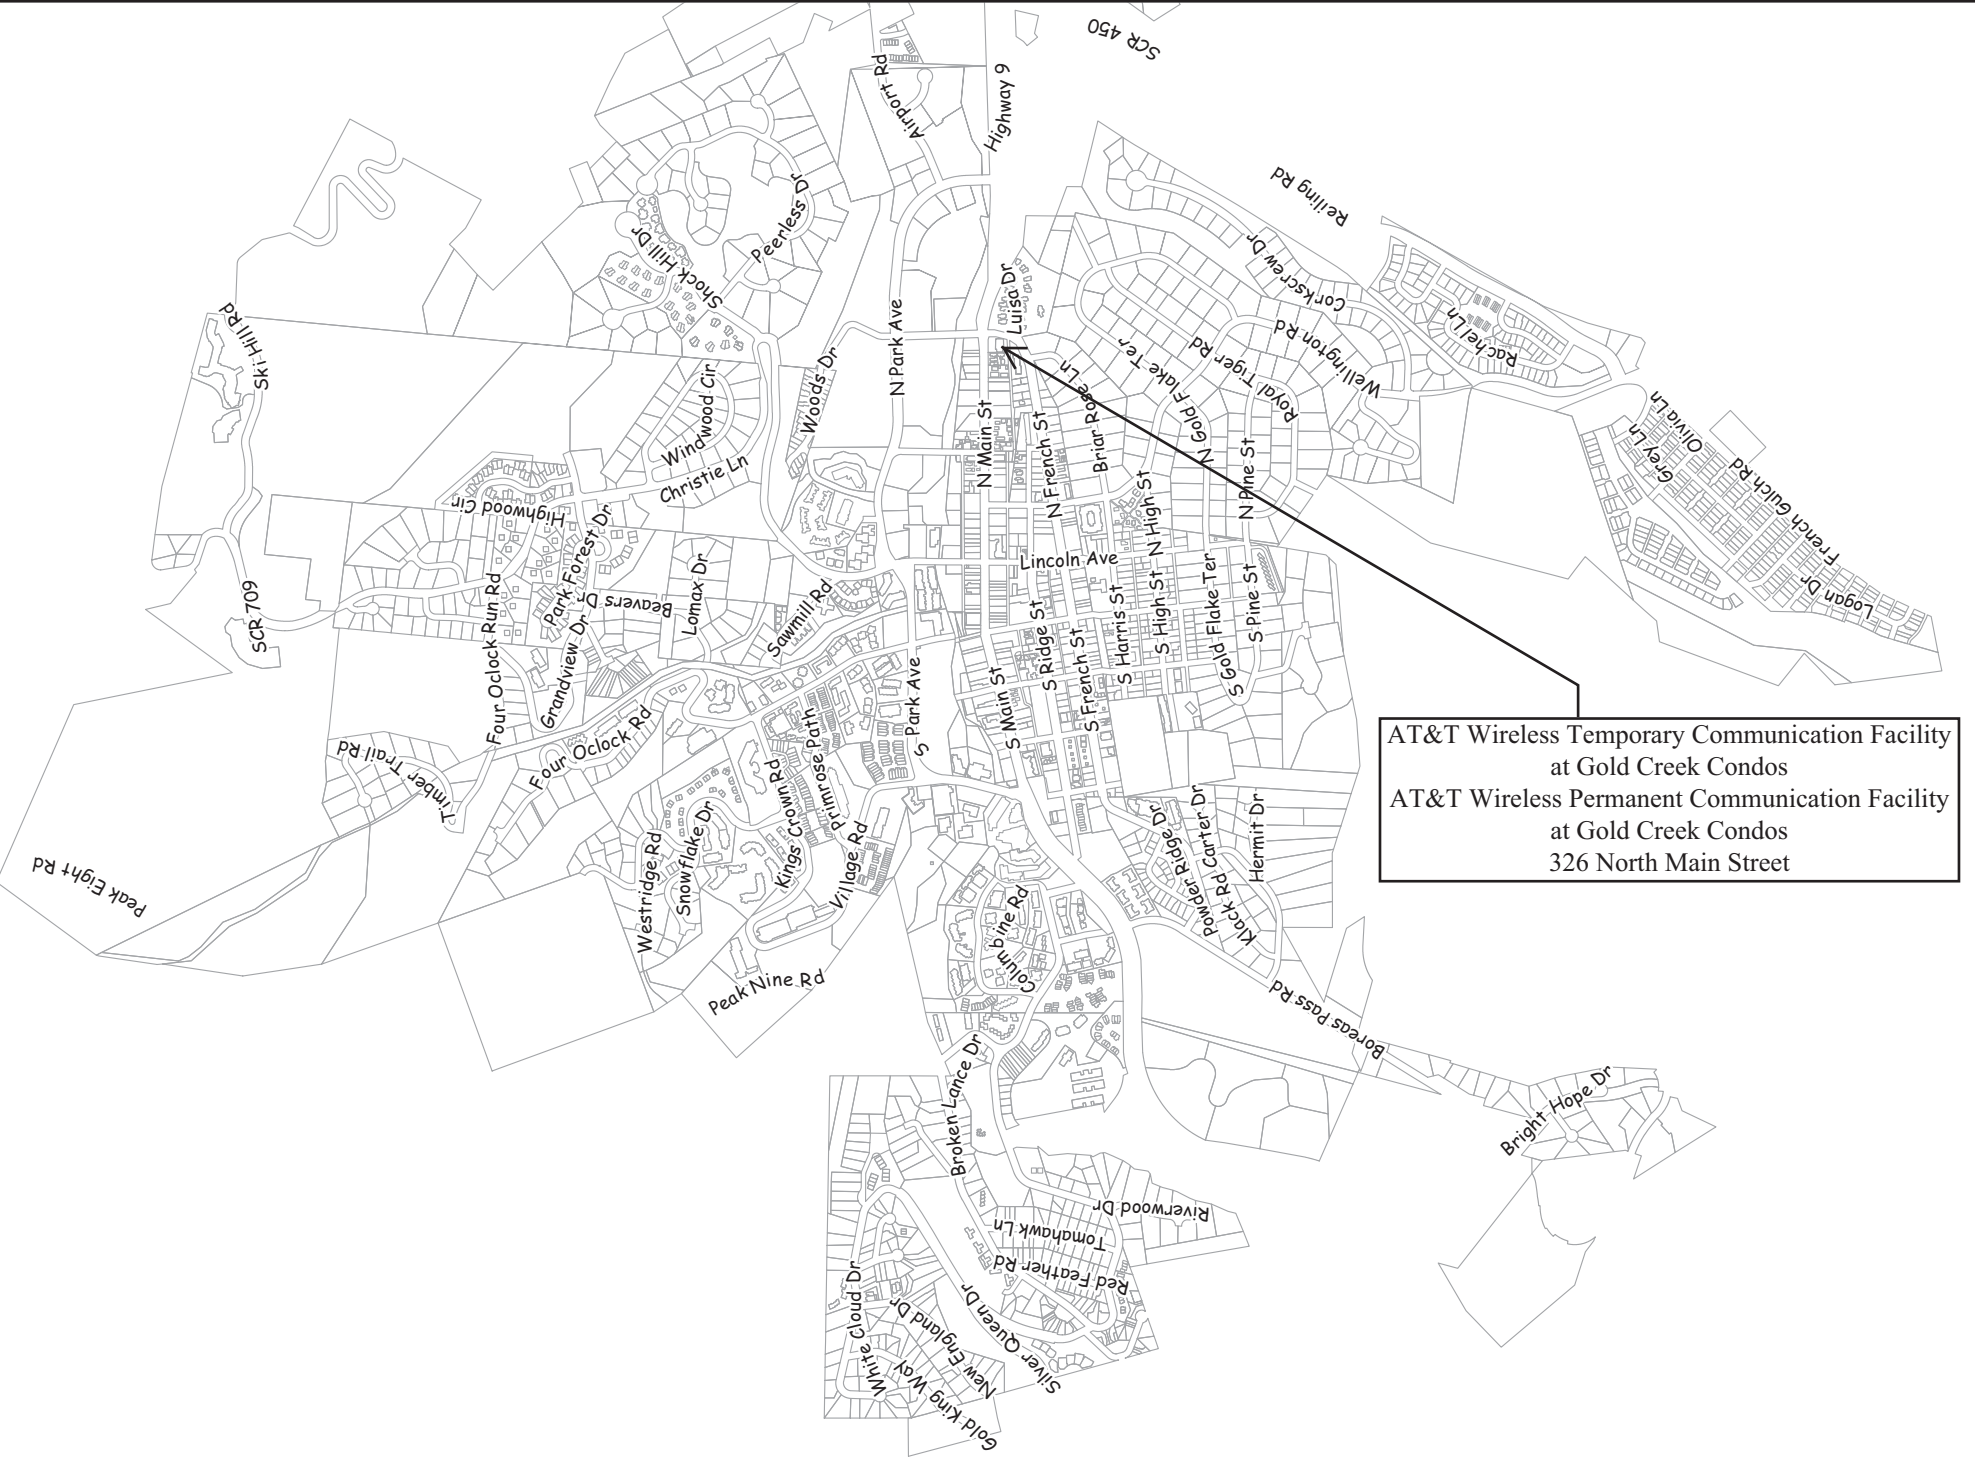 SCR 450
Airport Rd
Highway 9
Reiling Rd
Peerless Dr
Shock Hill Dr
Corkscrew Dr
Luisa Dr
Ski Hill Rd
N Park Ave
Wellington Rd
Rachel Ln
Royal Tiger Rd
Royal Tiger Rd
Gold Flake Ter
Woods Dr
Windwood Cir
Christie Ln
Briar Rose Ln
N Main St
N French St
N Gold Flake Ter
N Pine St
N High St
Grey Ln
Olivia Ln
French Gulch Rd
Logan Dr
Highwood Cir
Park Forest Dr
Lincoln Ave
SCR 709
Four Oclock Run Rd
Beavers Dr
Lomax Dr
Sawmill Rd
Grandview Dr
S Ridge St
S French St
S Harris St
S High St
S Gold Flake Ter
S Pine St
S Park Ave
S Main St
Four Oclock Rd
Timber Trail Rd
Primrose Path
Kings Crown Rd
Village Rd
Snowflake Dr
Westridge Rd
Peak Eight Rd
Peak Nine Rd
Powder Ridge Dr
Carter Dr
Klack Rd
Hermit Dr
AT&T Wireless Temporary Communication Facility
at Gold Creek Condos
AT&T Wireless Permanent Communication Facility
at Gold Creek Condos
326 North Main Street
Columbine Rd
Boreas Pass Rd
Broken Lance Dr
Bright Hope Dr
Riverwood Dr
Tomahawk Ln
Red Feather Rd
White Cloud Dr
New England Dr
Silver Queen Dr
Gold King Way